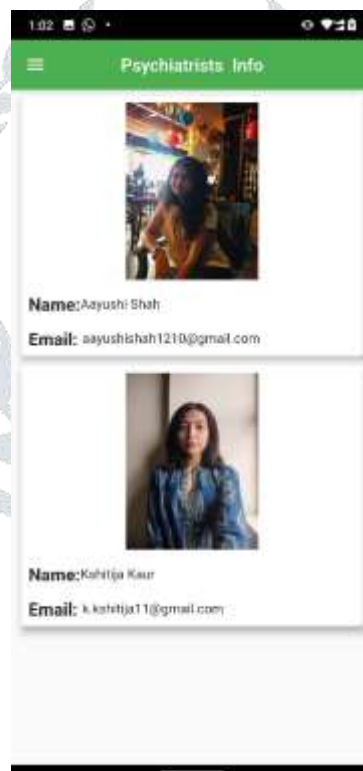 1:02
Psychiatrists Info
Name:Aayushi Shah
Email: aayushishah1210@gmail.com
Name:Kshitija Kaur
Email: k.kshitija11@gmail.com